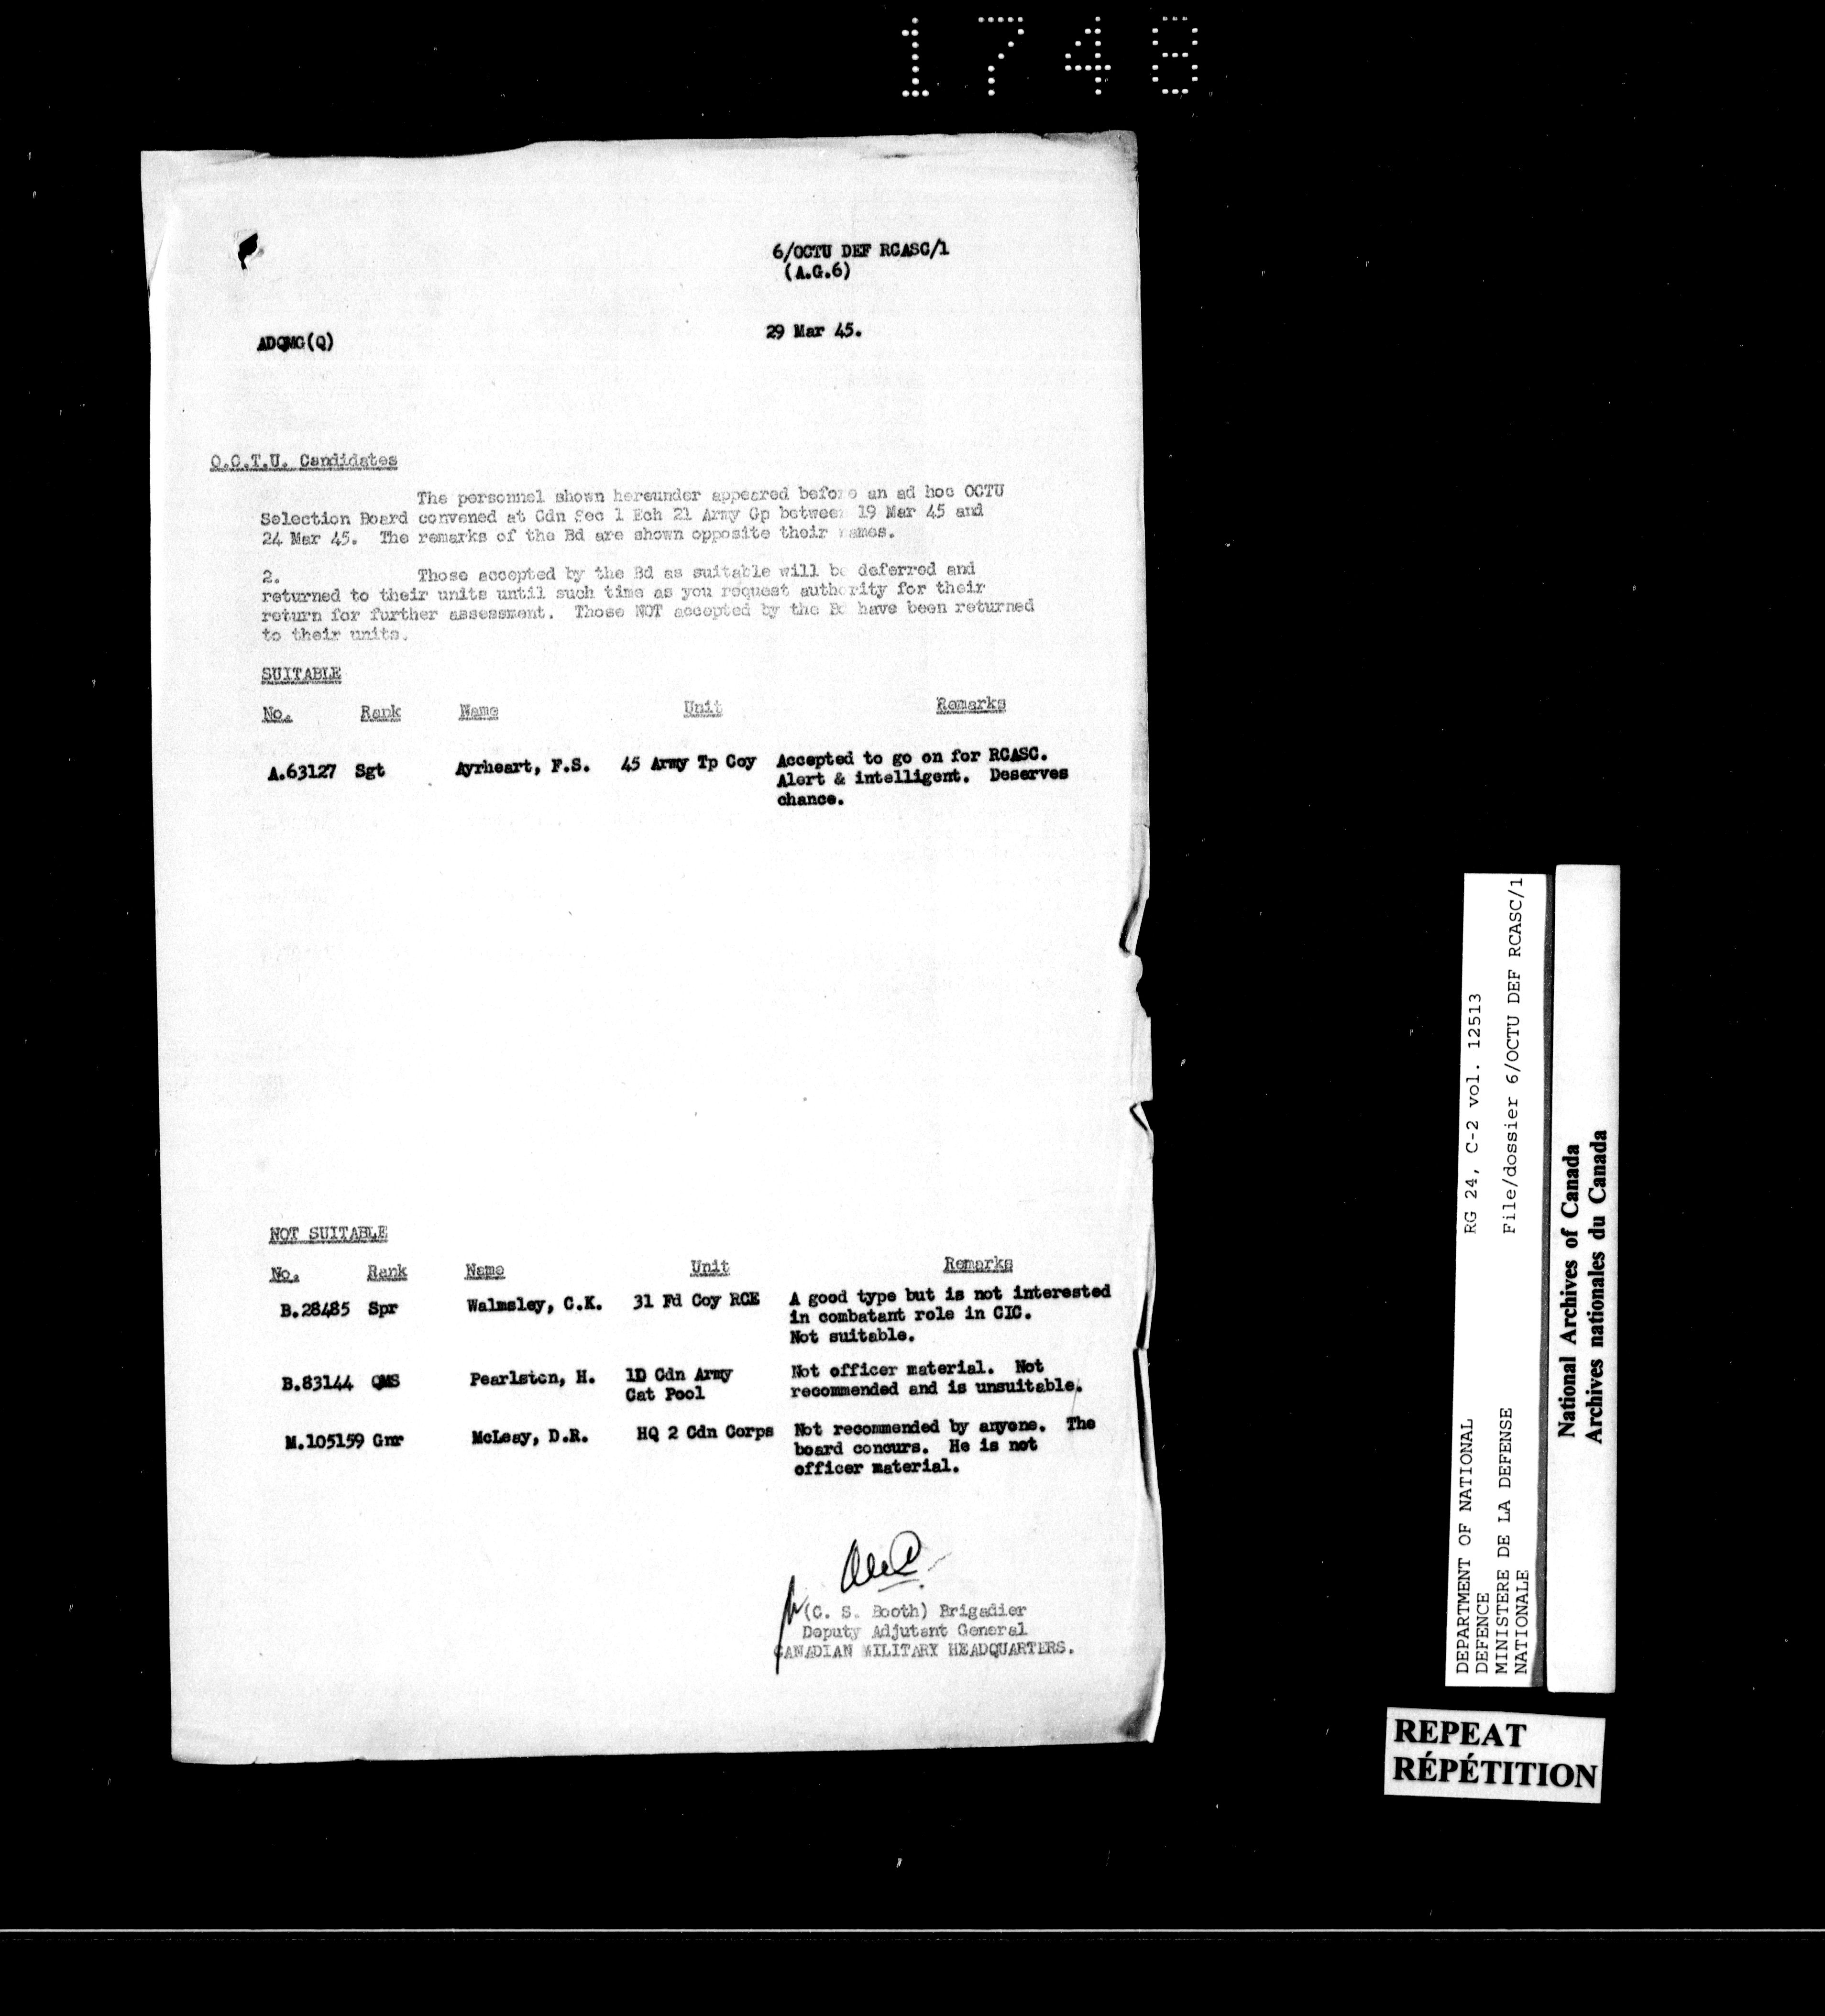 1748
6/OCTU DEF RCASC/1
(A.G.6)
29 Mar 45.
ADQMG(Q)
O.C.T.U. Candidates
The personnel shown hereunder appeared before an ad hoc OCTU
Selection Board convened at Cdn Sec 1 Ech 21 Army Gp between 19 Mar 45 and
24 Mar 45. The remarks of the Bd are shown opposite their names.
2. Those accepted by the Bd as suitable will be deferred and
returned to their units until such time as you request authority for their
return for further assessment. Those NOT accepted by the Bd have been returned
to their units.
SUITABLE
No. Rank Name Unit Remarks
A.63127 Sgt Ayrheart, F.S. 45 Army Tp Coy Accepted to go on for RCASC.
Alert & intelligent. Deserves
chance.
NOT SUITABLE
No. Rank Name Unit Remarks
B.28485 Spr Walmsley, C.K. 31 Fd Coy RCE A good type but is not interested
in combatant role in CIC.
Not suitable.
B.83144 QMS Pearlston, H. 1D Cdn Army Not officer material. Not
Cat Pool recommended and is unsuitable.
M.105159 Gnr McLeay, D.R. HQ 2 Cdn Corps Not recommended by anyone. The
board concurs. He is not
officer material.
(C. S. Booth) Brigadier
Deputy Adjutant General
CANADIAN MILITARY HEADQUARTERS.
DEPARTMENT OF NATIONAL
DEFENCE
MINISTERE DE LA DEFENSE
NATIONALE
RG 24, C-2 vol. 12513
File/dossier 6/OCTU DEF RCASC/1
National Archives of Canada
Archives nationales du Canada
REPEAT
RÉPÉTITION